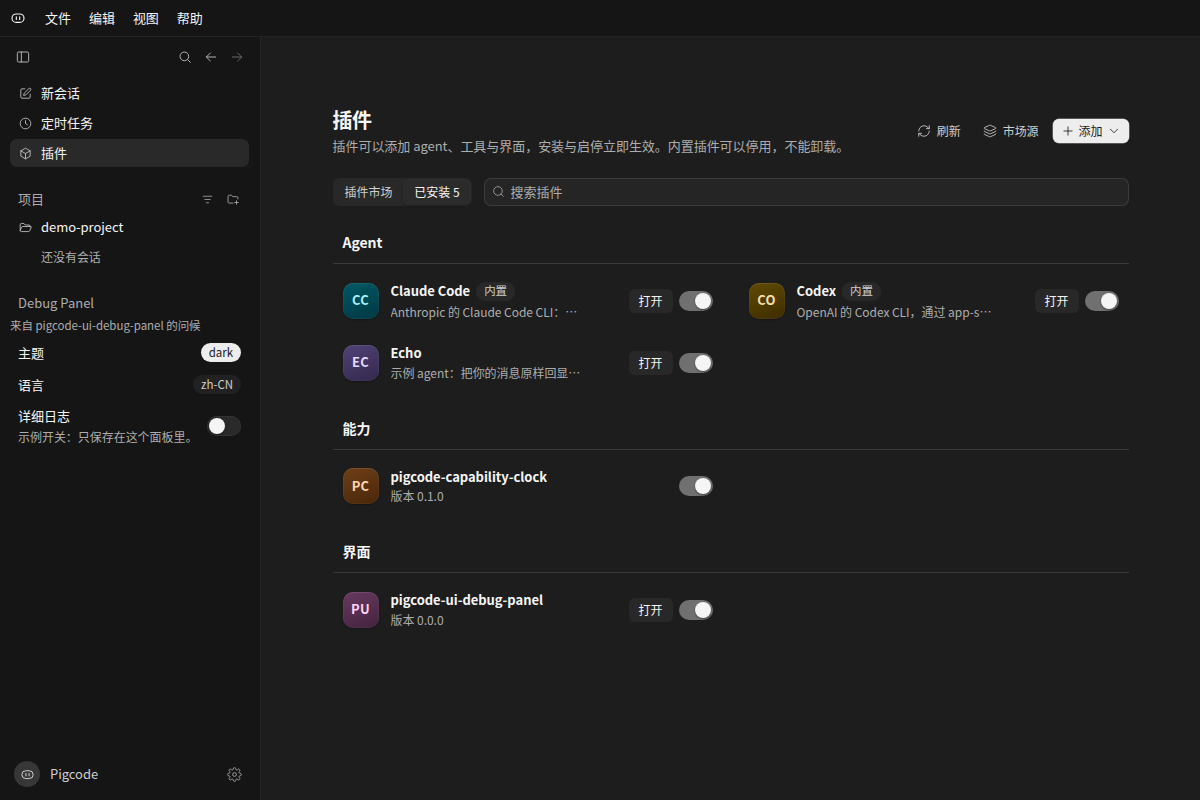 文件 编辑 视图 帮助
新会话
定时任务
插件
项目
demo-project
还没有会话
Debug Panel
来自 pigcode-ui-debug-panel 的问候
主题 dark
语言 zh-CN
详细日志
示例开关：只保存在这个面板里。
Pigcode
插件
插件可以添加 agent、工具与界面，安装与启停立即生效。内置插件可以停用，不能卸载。
刷新 市场源 添加
插件市场 已安装 5 搜索插件
Agent
CC Claude Code 内置
Anthropic 的 Claude Code CLI：…
打开
CO Codex 内置
OpenAI 的 Codex CLI，通过 app-s…
打开
EC Echo
示例 agent：把你的消息原样回显…
打开
能力
PC pigcode-capability-clock
版本 0.1.0
界面
PU pigcode-ui-debug-panel
版本 0.0.0
打开